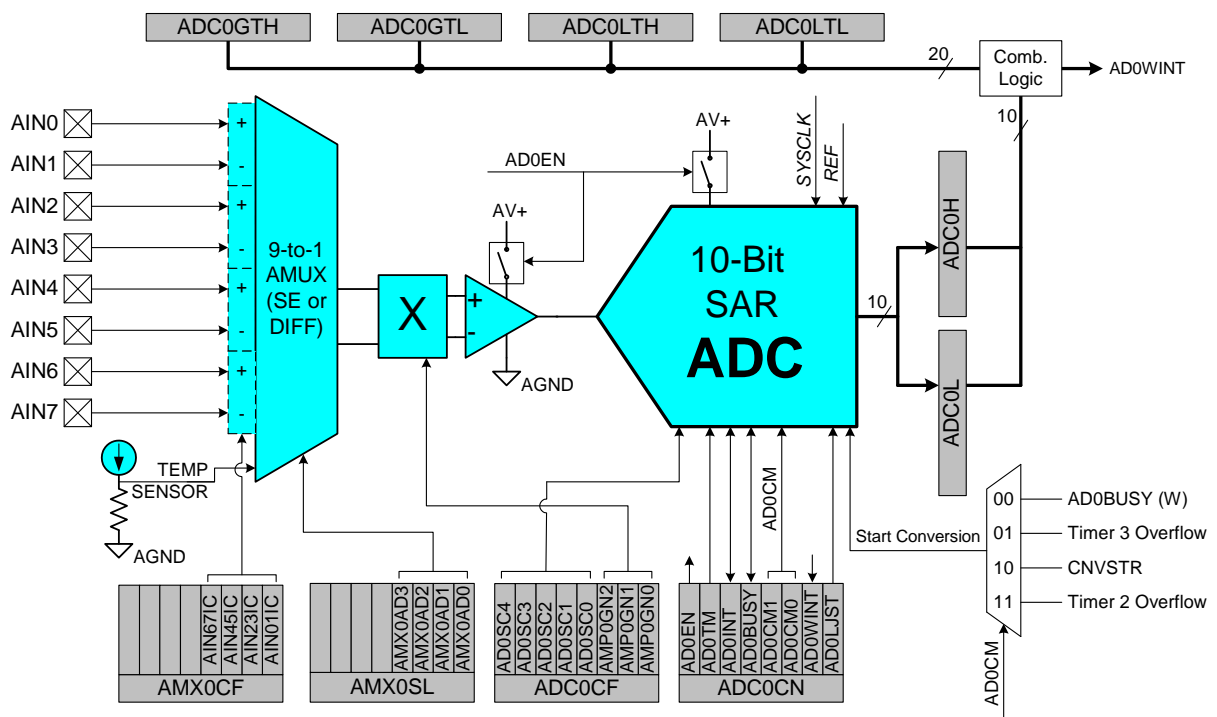 ADC0GTH
ADC0GTL
ADC0LTH
ADC0LTL
20
Comb.
Logic
AD0WINT
10
AIN0
AIN1
AIN2
AIN3
AIN4
AIN5
AIN6
AIN7
+
-
+
-
+
-
+
-
9-to-1
AMUX
(SE or
DIFF)
TEMP
SENSOR
AGND
X
+
-
AV+
AGND
AD0EN
AV+
SYSCLK
REF
10-Bit
SAR
ADC
10
ADC0H
ADC0L
AD0CM
Start Conversion
00
AD0BUSY (W)
01
Timer 3 Overflow
10
CNVSTR
11
Timer 2 Overflow
AD0CM
AIN67IC
AIN45IC
AIN23IC
AIN01IC
AMX0CF
AMX0AD3
AMX0AD2
AMX0AD1
AMX0AD0
AMX0SL
AD0SC4
AD0SC3
AD0SC2
AD0SC1
AD0SC0
AMP0GN2
AMP0GN1
AMP0GN0
ADC0CF
AD0EN
AD0TM
AD0INT
AD0BUSY
AD0CM1
AD0CM0
AD0WINT
AD0LJST
ADC0CN